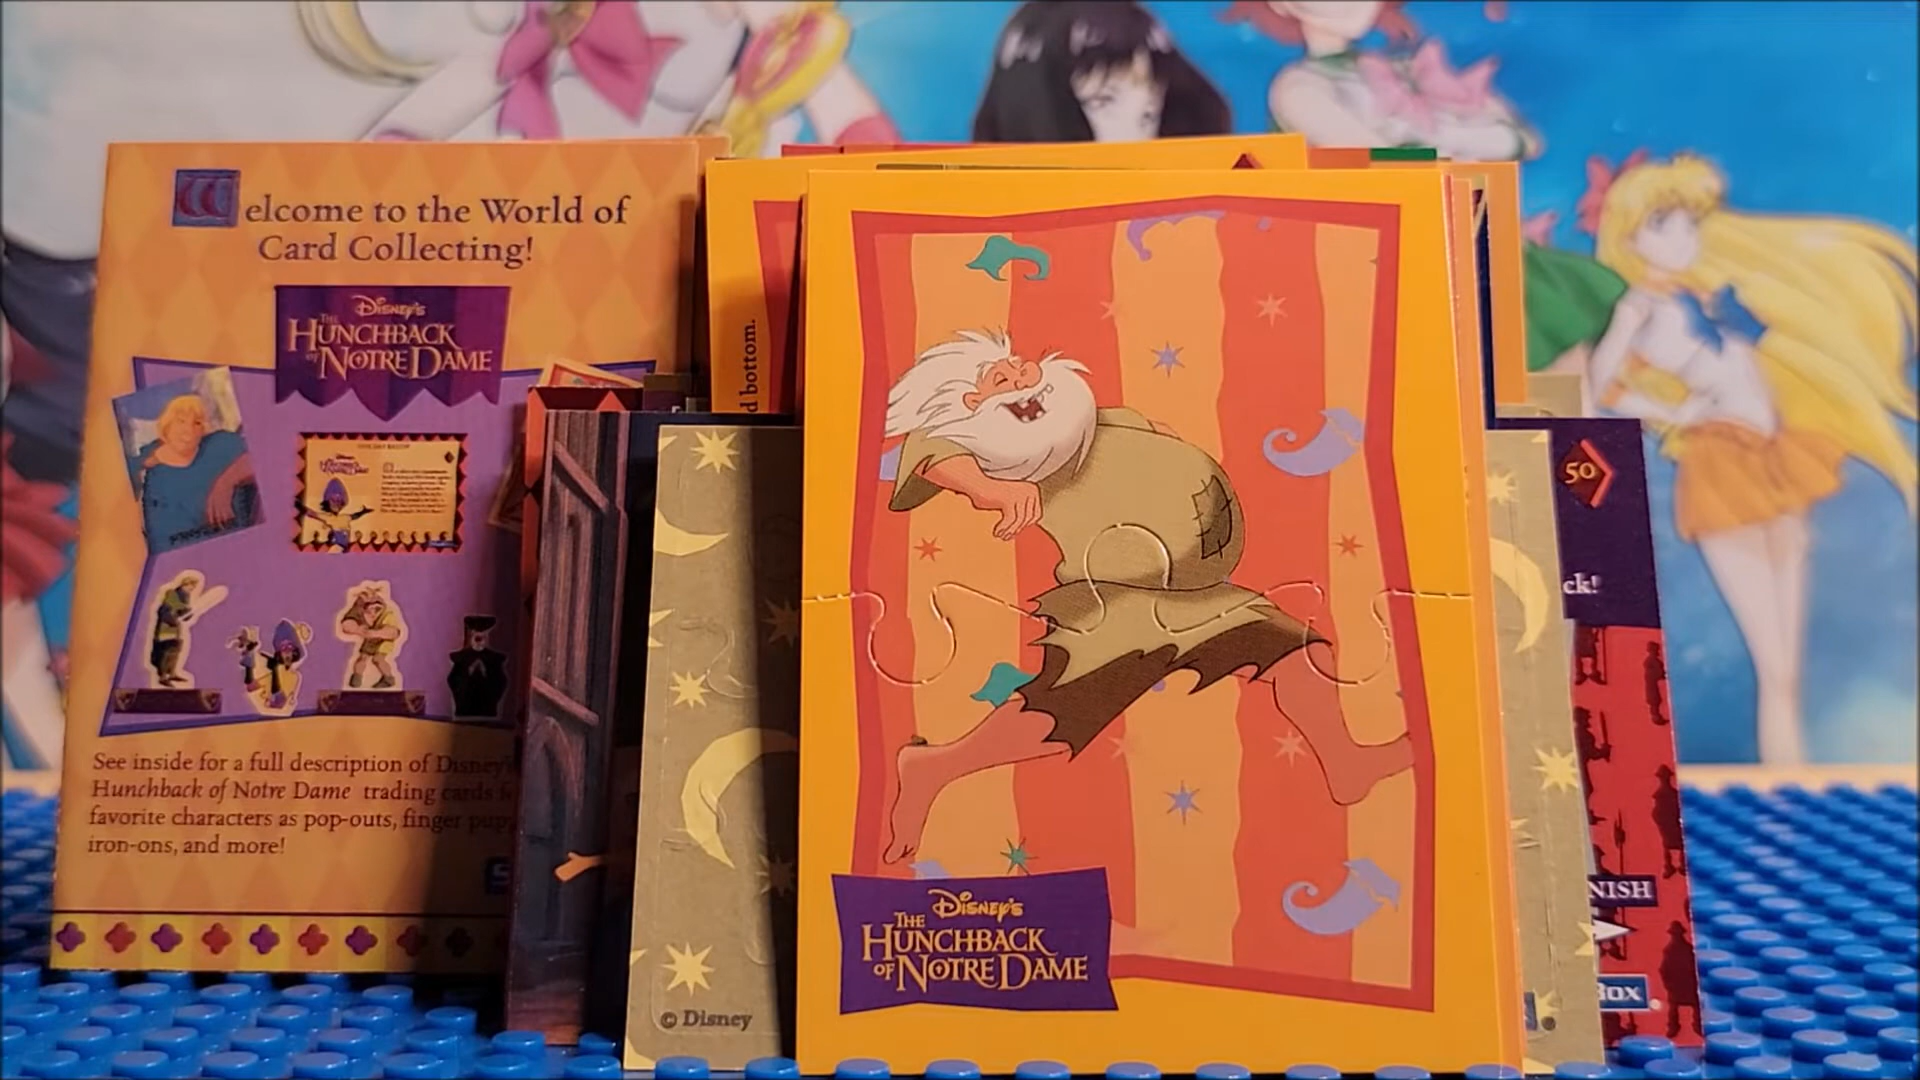 Welcome to the World of
Card Collecting!
DISNEY'S
THE
HUNCHBACK
OF NOTRE DAME
See inside for a full description of Disney'
Hunchback of Notre Dame trading cards
favorite characters as pop-outs, finger pup
iron-ons, and more!
d bottom.
© Disney
DISNEY'S
THE
HUNCHBACK
OF NOTRE DAME
50
ck!
NISH
Box